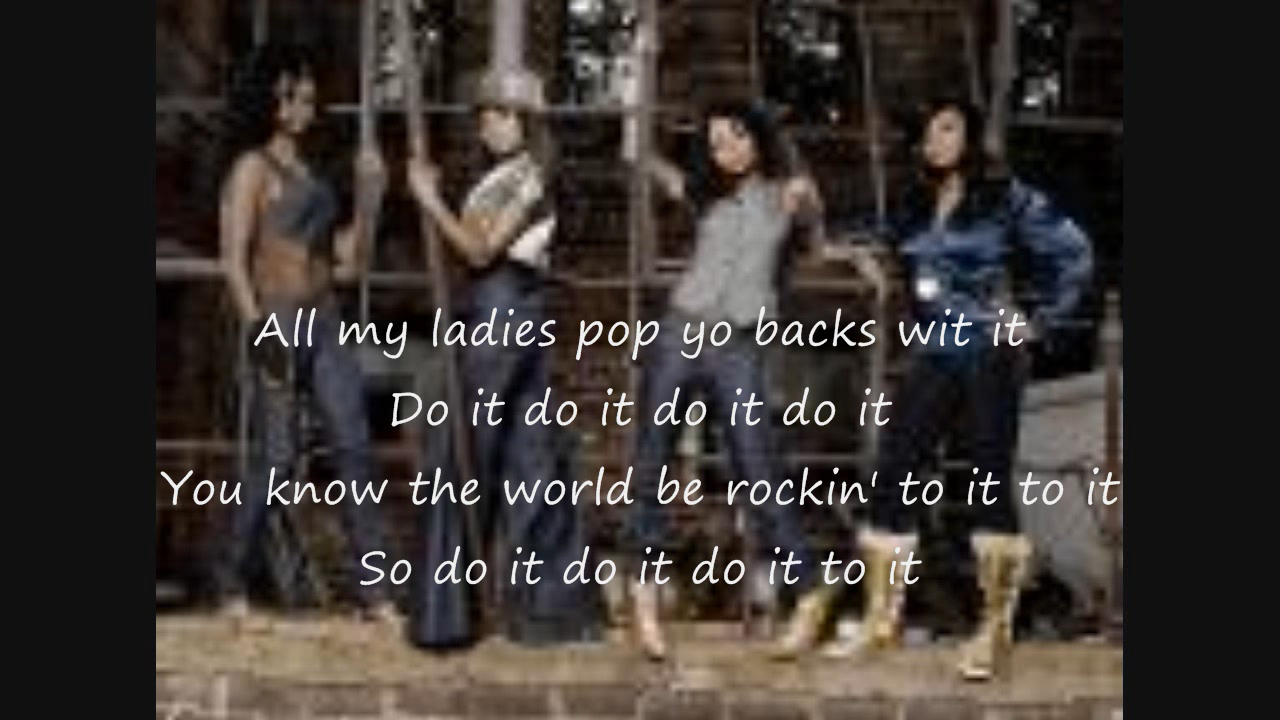 All my ladies pop yo backs wit it
Do it do it do it do it
You know the world be rockin' to it to it
So do it do it do it to it